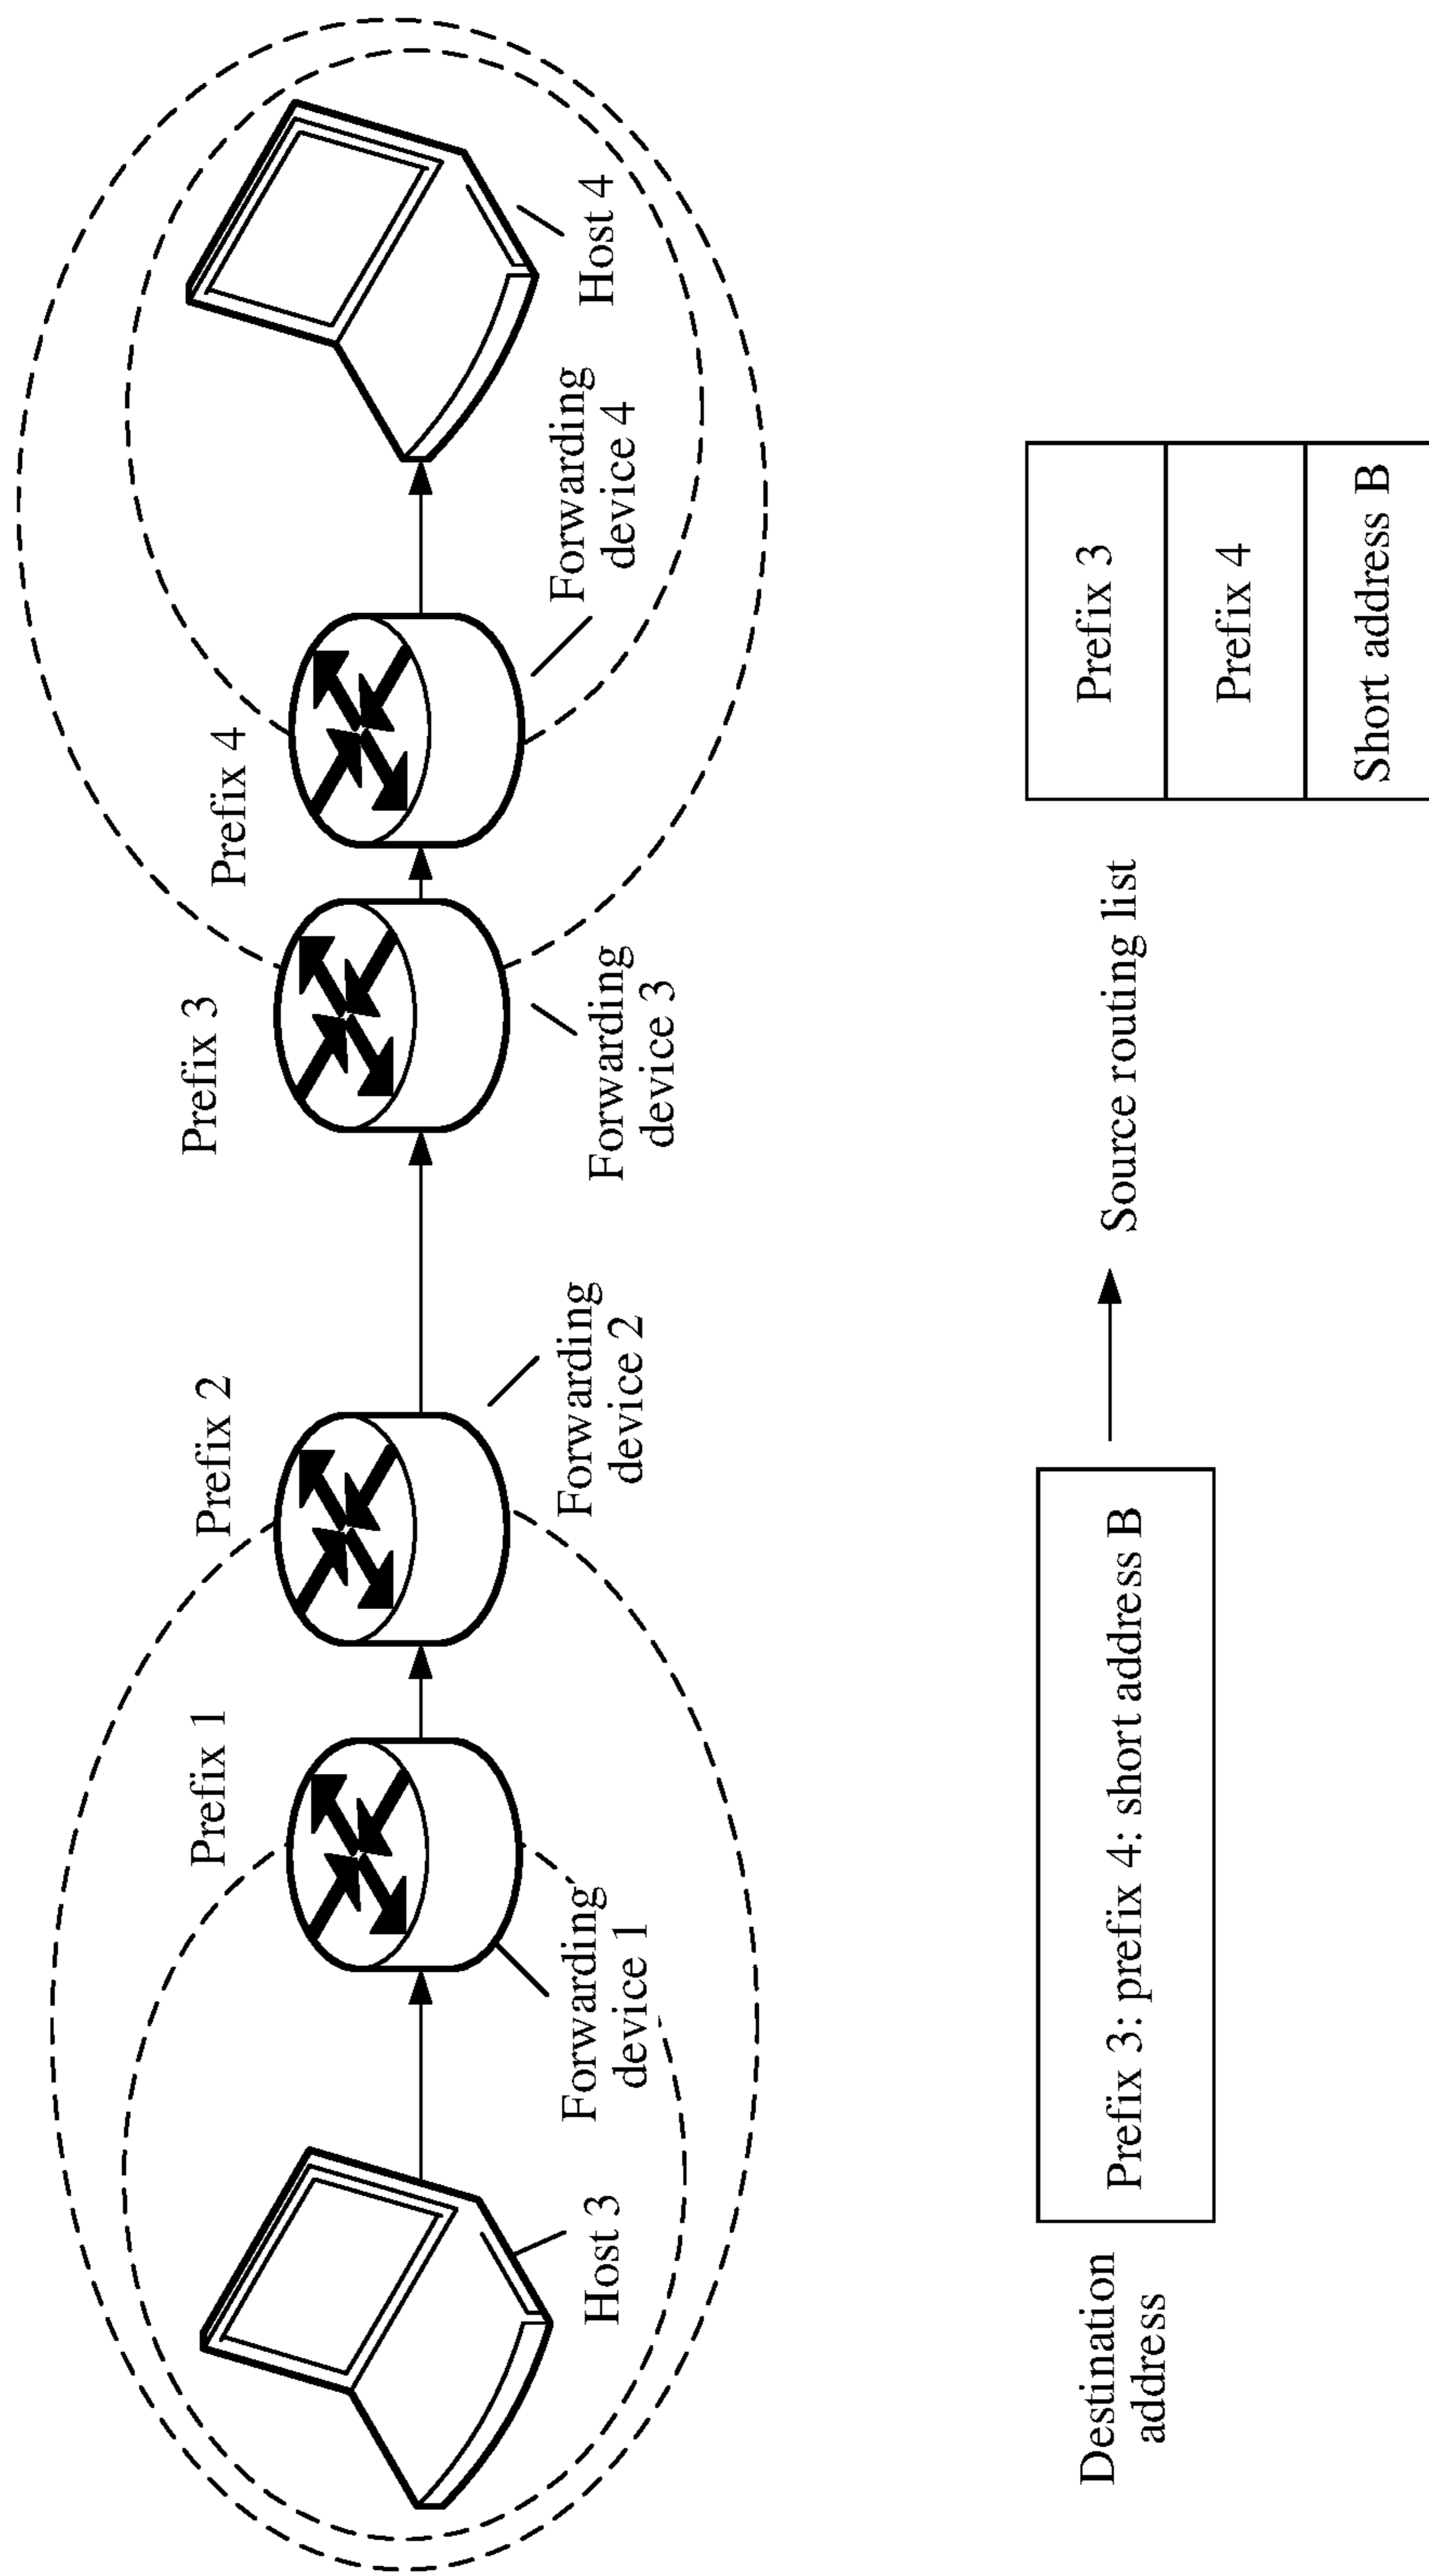 Prefix 1
Prefix 2
Prefix 3
Prefix 4
Host 3
Forwarding
device 1
Forwarding
device 2
Forwarding
device 3
Forwarding
device 4
Host 4
Destination
address
Prefix 3: prefix 4: short address B
Source routing list
Prefix 3
Prefix 4
Short address B